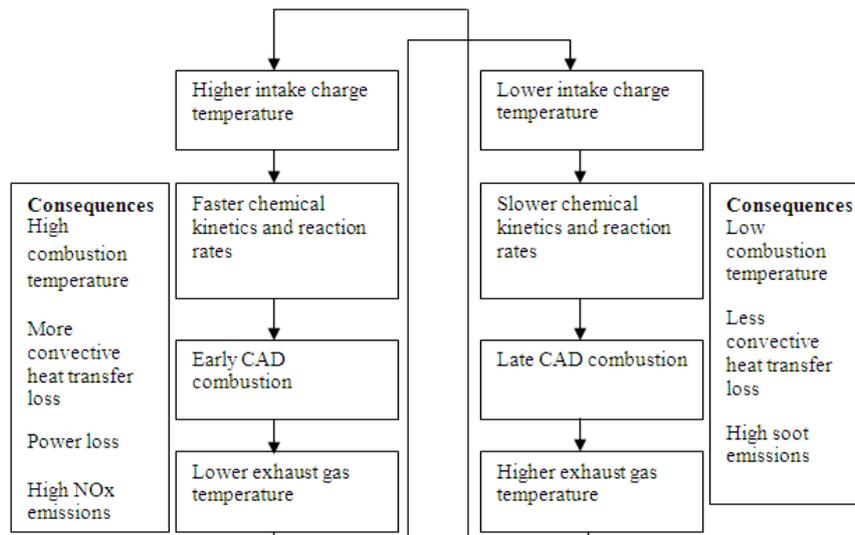 Higher intake charge
temperature
Lower intake charge
temperature
Consequences
High
combustion
temperature
More
convective
heat transfer
loss
Power loss
High NOx
emissions
Faster chemical
kinetics and reaction
rates
Early CAD
combustion
Lower exhaust gas
temperature
Slower chemical
kinetics and reaction
rates
Late CAD combustion
Higher exhaust gas
temperature
Consequences
Low
combustion
temperature
Less
convective
heat transfer
loss
High soot
emissions